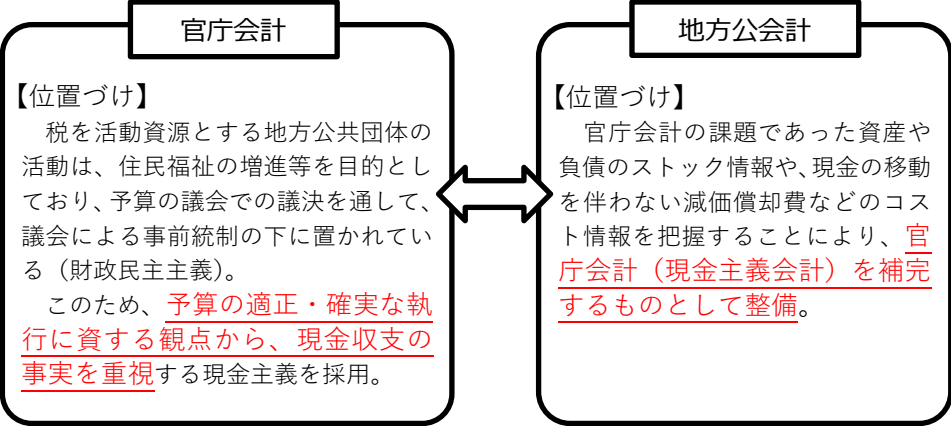 官庁会計
【位置づけ】
税を活動資源とする地方公共団体の
活動は、住民福祉の増進等を目的とし
ており、予算の議会での議決を通して、
議会による事前統制の下に置かれてい
る（財政民主主義）。
このため、予算の適正・確実な執
行に資する観点から、現金収支の
事実を重視する現金主義を採用。
地方公会計
【位置づけ】
官庁会計の課題であった資産や
負債のストック情報や、現金の移動
を伴わない減価償却費などのコス
ト情報を把握することにより、官
庁会計（現金主義会計）を補完
するものとして整備。